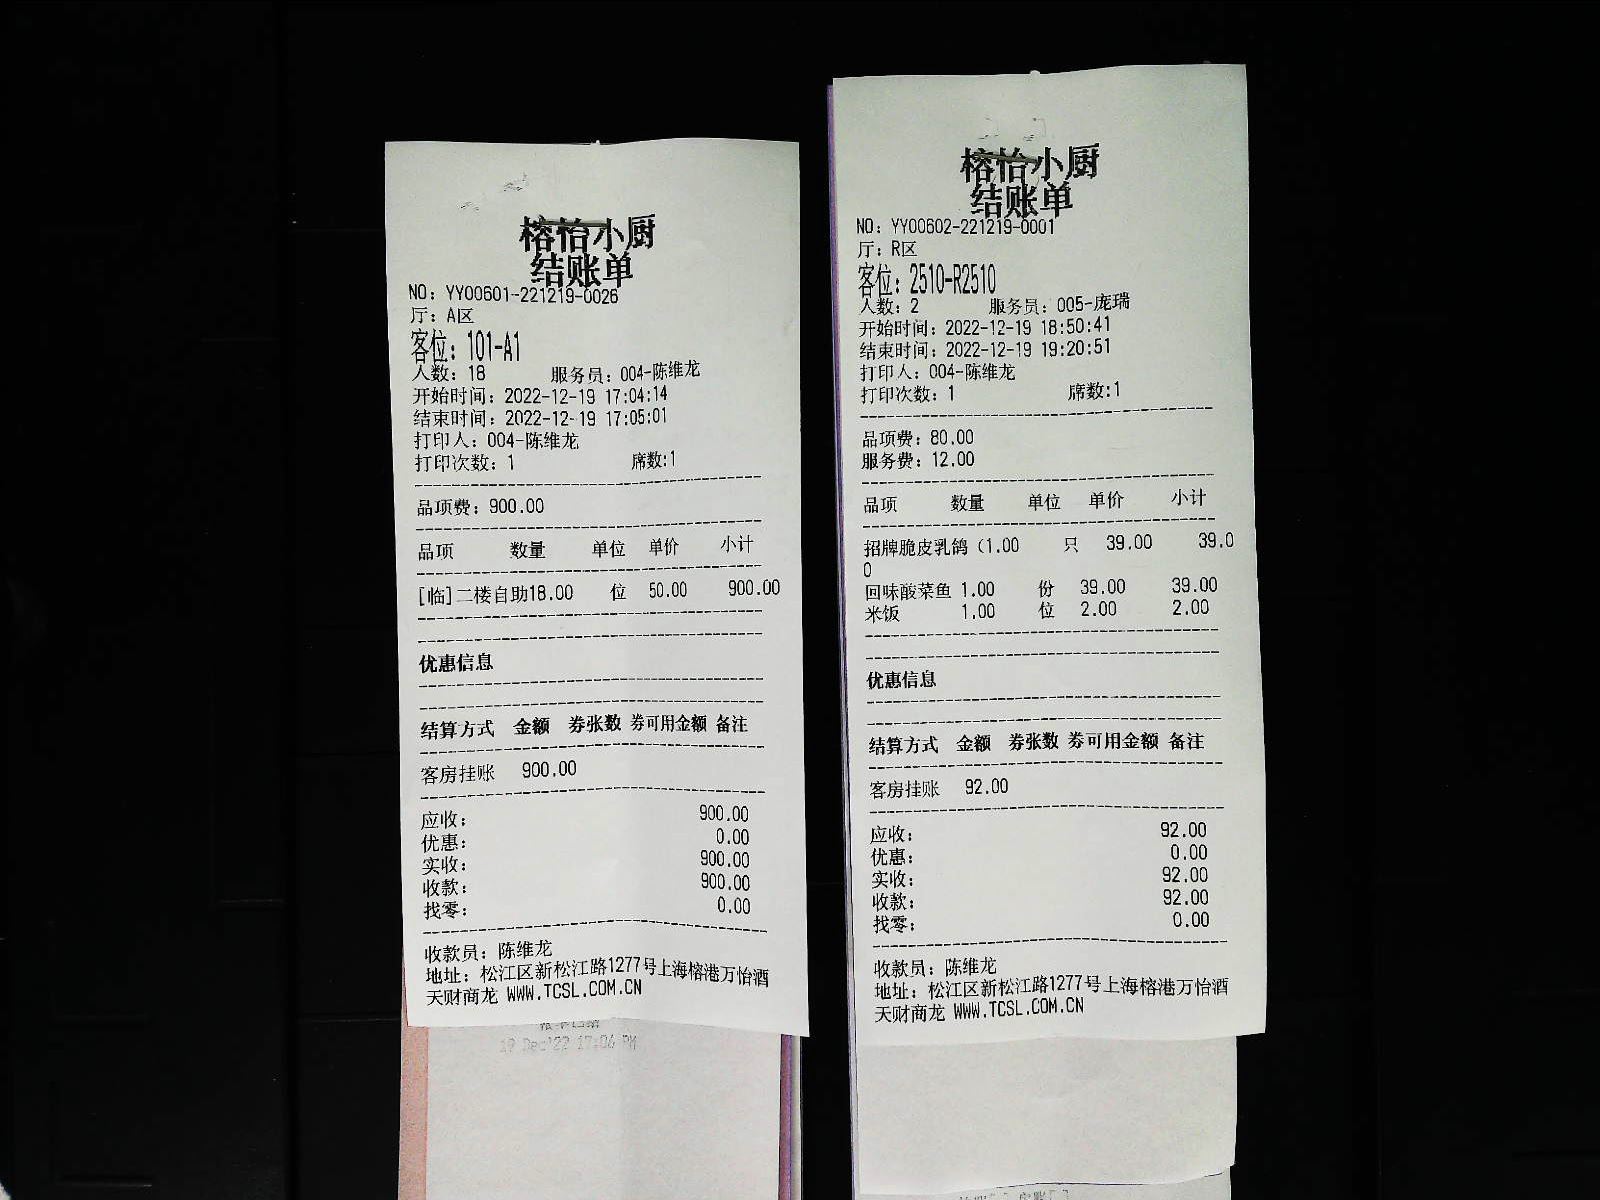 榕怡小厨
结账单
NO: YY00601-221219-0026
厅: A区
客位: 101-A1
人数: 18 服务员: 004-陈维龙
开始时间: 2022-12-19 17:04:14
结束时间: 2022-12-19 17:05:01
打印人: 004-陈维龙
打印次数: 1 席数:1
品项费: 900.00
品项 数量 单位 单价 小计
[临]二楼自助18.00 位 50.00 900.00
优惠信息
结算方式 金额 券张数 券可用金额 备注
客房挂账 900.00
应收: 900.00
优惠: 0.00
实收: 900.00
收款: 900.00
找零: 0.00
收款员: 陈维龙
地址: 松江区新松江路1277号上海榕港万怡酒
天财商龙 WWW.TCSL.COM.CN
19 Dec'22 17:06 PM
榕怡小厨
结账单
NO: YY00602-221219-0001
厅: R区
客位: 2510-R2510
人数: 2 服务员: 005-庞瑞
开始时间: 2022-12-19 18:50:41
结束时间: 2022-12-19 19:20:51
打印人: 004-陈维龙
打印次数: 1 席数:1
品项费: 80.00
服务费: 12.00
品项 数量 单位 单价 小计
招牌脆皮乳鸽（1.00 只 39.00 39.0
0
回味酸菜鱼 1.00 份 39.00 39.00
米饭 1.00 位 2.00 2.00
优惠信息
结算方式 金额 券张数 券可用金额 备注
客房挂账 92.00
应收: 92.00
优惠: 0.00
实收: 92.00
收款: 92.00
找零: 0.00
收款员: 陈维龙
地址: 松江区新松江路1277号上海榕港万怡酒
天财商龙 WWW.TCSL.COM.CN